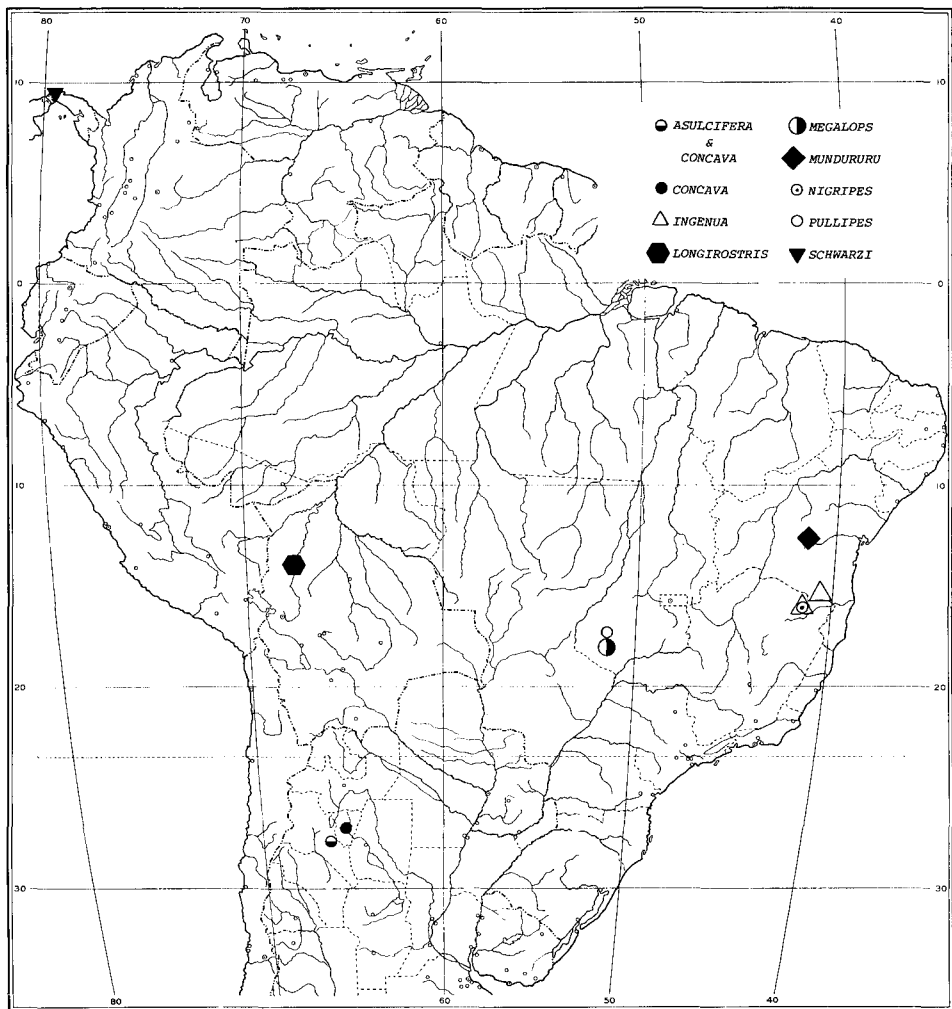 80 70 60 50 40
10 10
ASULCIFERA MEGALOPS
&
CONCAVA MUNDURURU
CONCAVA NIGRIPES
INGENUA PULLIPES
LONGIROSTRIS SCHWARZI
0 0
10 10
20 20
30 30
80 60 50 40